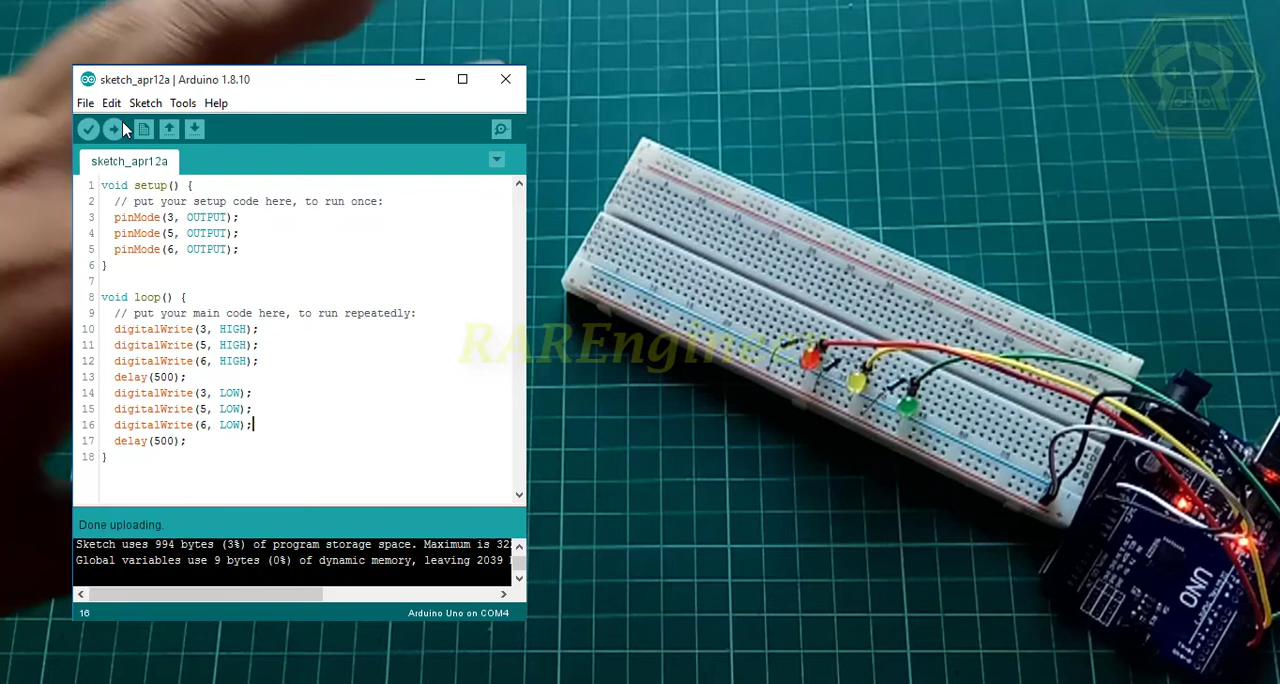 sketch_apr12a | Arduino 1.8.10
File Edit Sketch Tools Help
sketch_apr12a
1 void setup() {
2 // put your setup code here, to run once:
3 pinMode(3, OUTPUT);
4 pinMode(5, OUTPUT);
5 pinMode(6, OUTPUT);
6 }
7
8 void loop() {
9 // put your main code here, to run repeatedly:
10 digitalWrite(3, HIGH);
11 digitalWrite(5, HIGH);
12 digitalWrite(6, HIGH);
13 delay(500);
14 digitalWrite(3, LOW);
15 digitalWrite(5, LOW);
16 digitalWrite(6, LOW);
17 delay(500);
18 }
Done uploading.
Sketch uses 994 bytes (3%) of program storage space. Maximum is 32
Global variables use 9 bytes (0%) of dynamic memory, leaving 2039
16
Arduino Uno on COM4
RAREngineer
UNO